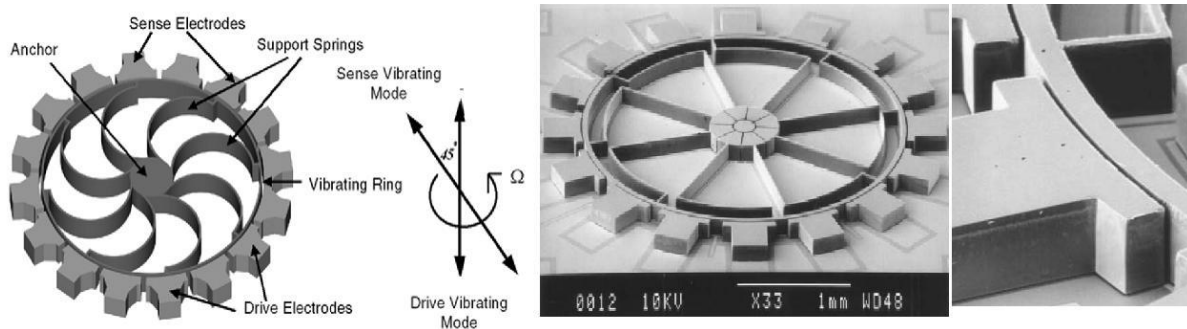 Sense Electrodes
Anchor
Support Springs
Sense Vibrating
Mode
45°
Ω
Vibrating Ring
Drive Electrodes
Drive Vibrating
Mode
0012 10KV X33 1mm WD48